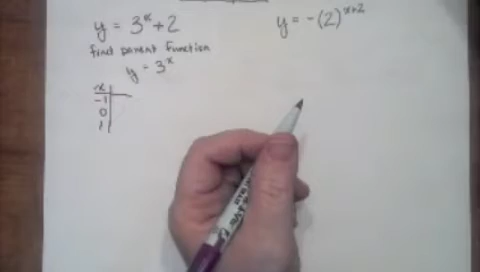 y = 3^x + 2
find parent function
y = 3^x
x
-1
0
1
y = -(2)^{x+2}